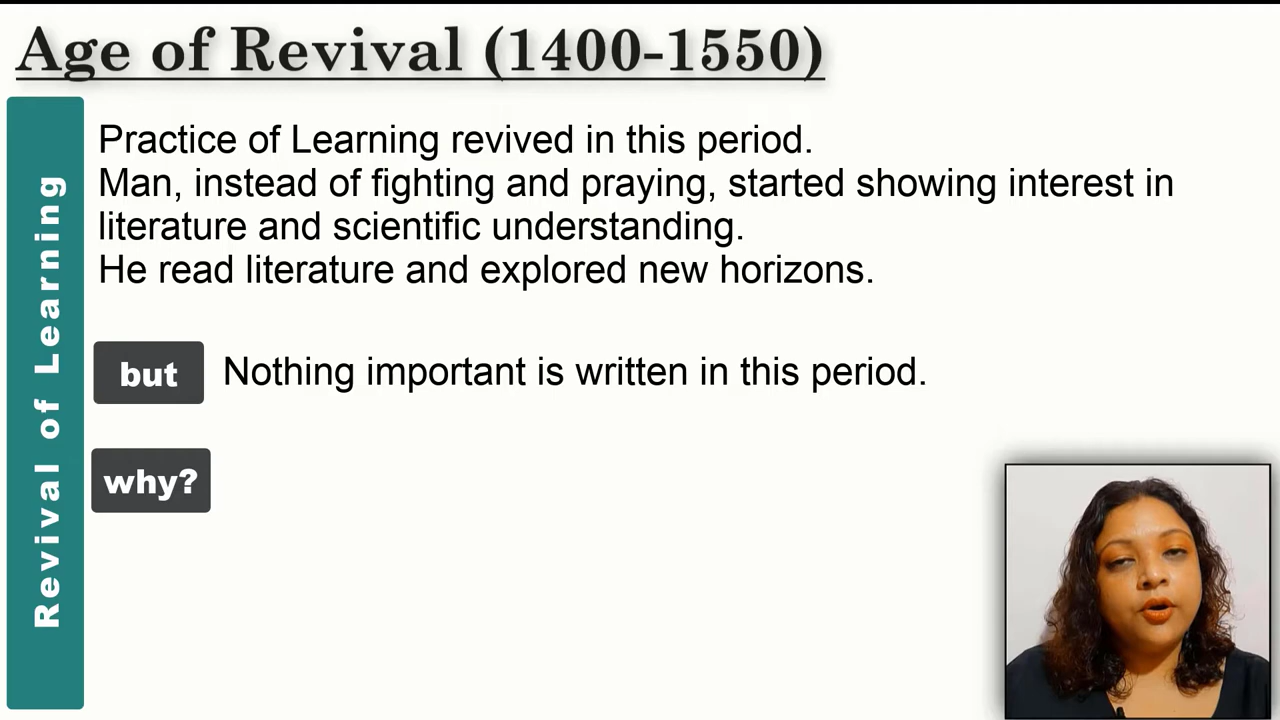 Age of Revival (1400-1550)
Revival of Learning
Practice of Learning revived in this period.
Man, instead of fighting and praying, started showing interest in
literature and scientific understanding.
He read literature and explored new horizons.
but
Nothing important is written in this period.
why?